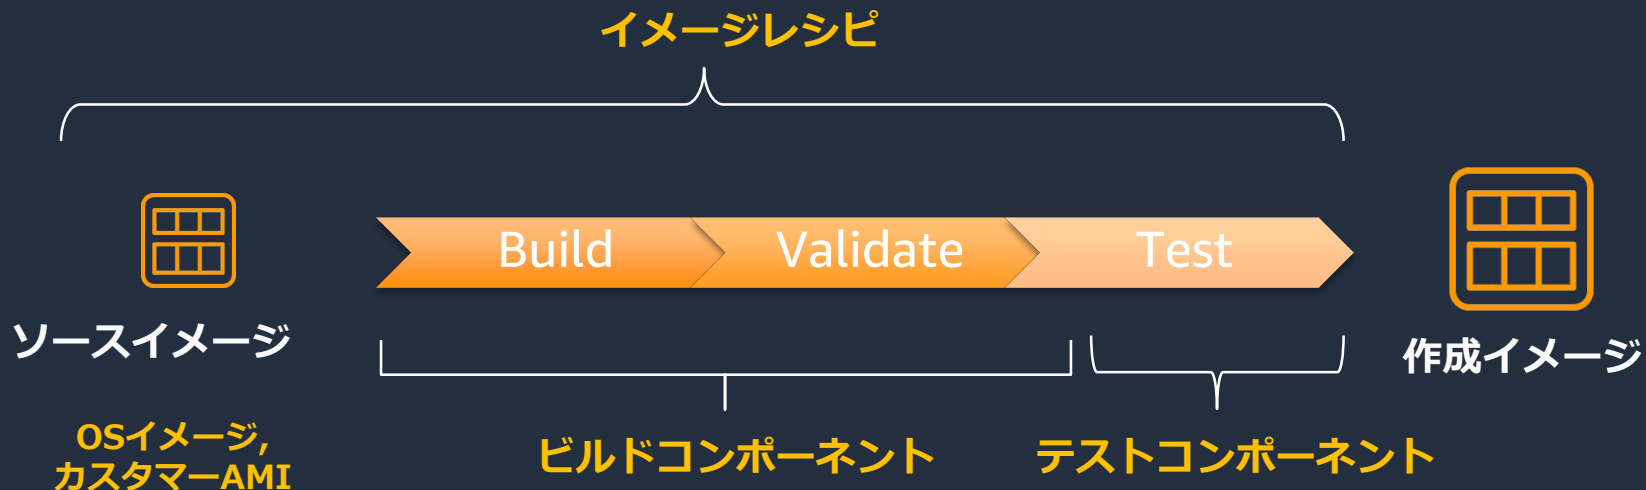 イメージレシピ
Build
Validate
Test
ソースイメージ
作成イメージ
OSイメージ,
カスタマーAMI
ビルドコンポーネント
テストコンポーネント